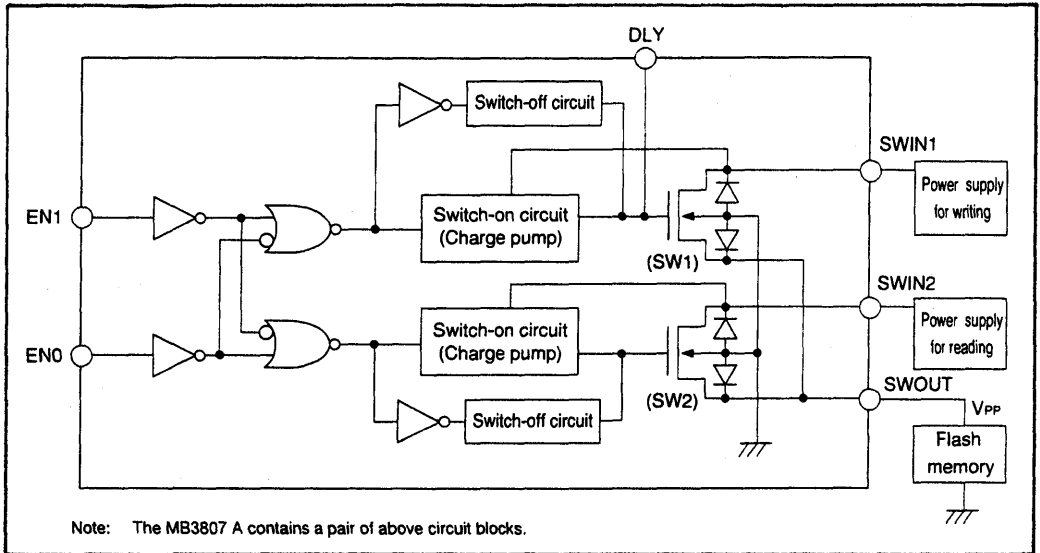 DLY
Switch-off circuit
SWIN1
Power supply
for writing
EN1
Switch-on circuit
(Charge pump)
(SW1)
SWIN2
Power supply
for reading
EN0
Switch-on circuit
(Charge pump)
(SW2)
SWOUT
VPP
Switch-off circuit
Flash
memory
Note: The MB3807 A contains a pair of above circuit blocks.